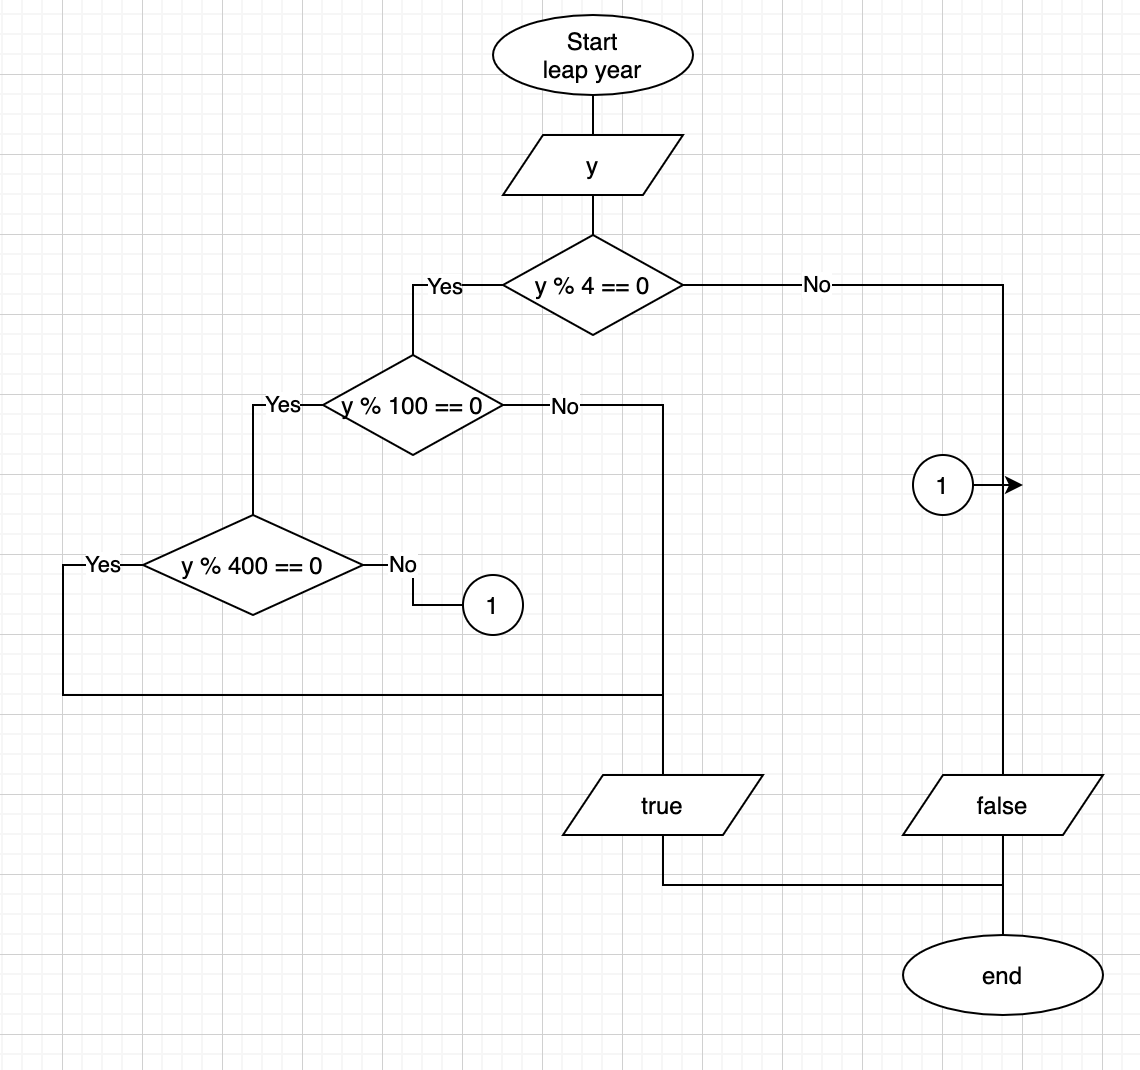 Start
leap year
y
y % 4 == 0
Yes
No
y % 100 == 0
Yes
No
1
y % 400 == 0
Yes
No
1
true
false
end